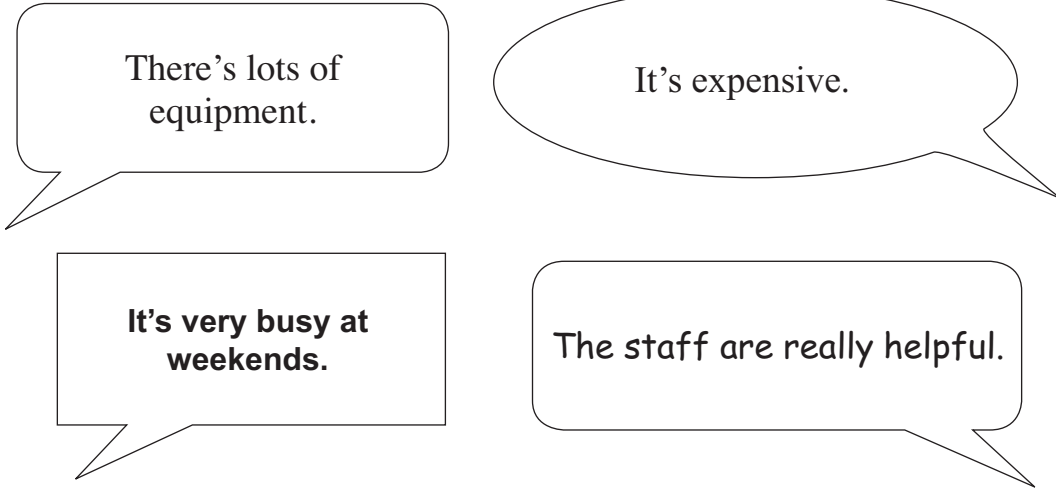 There’s lots of
equipment.
It’s expensive.
It’s very busy at
weekends.
The staff are really helpful.